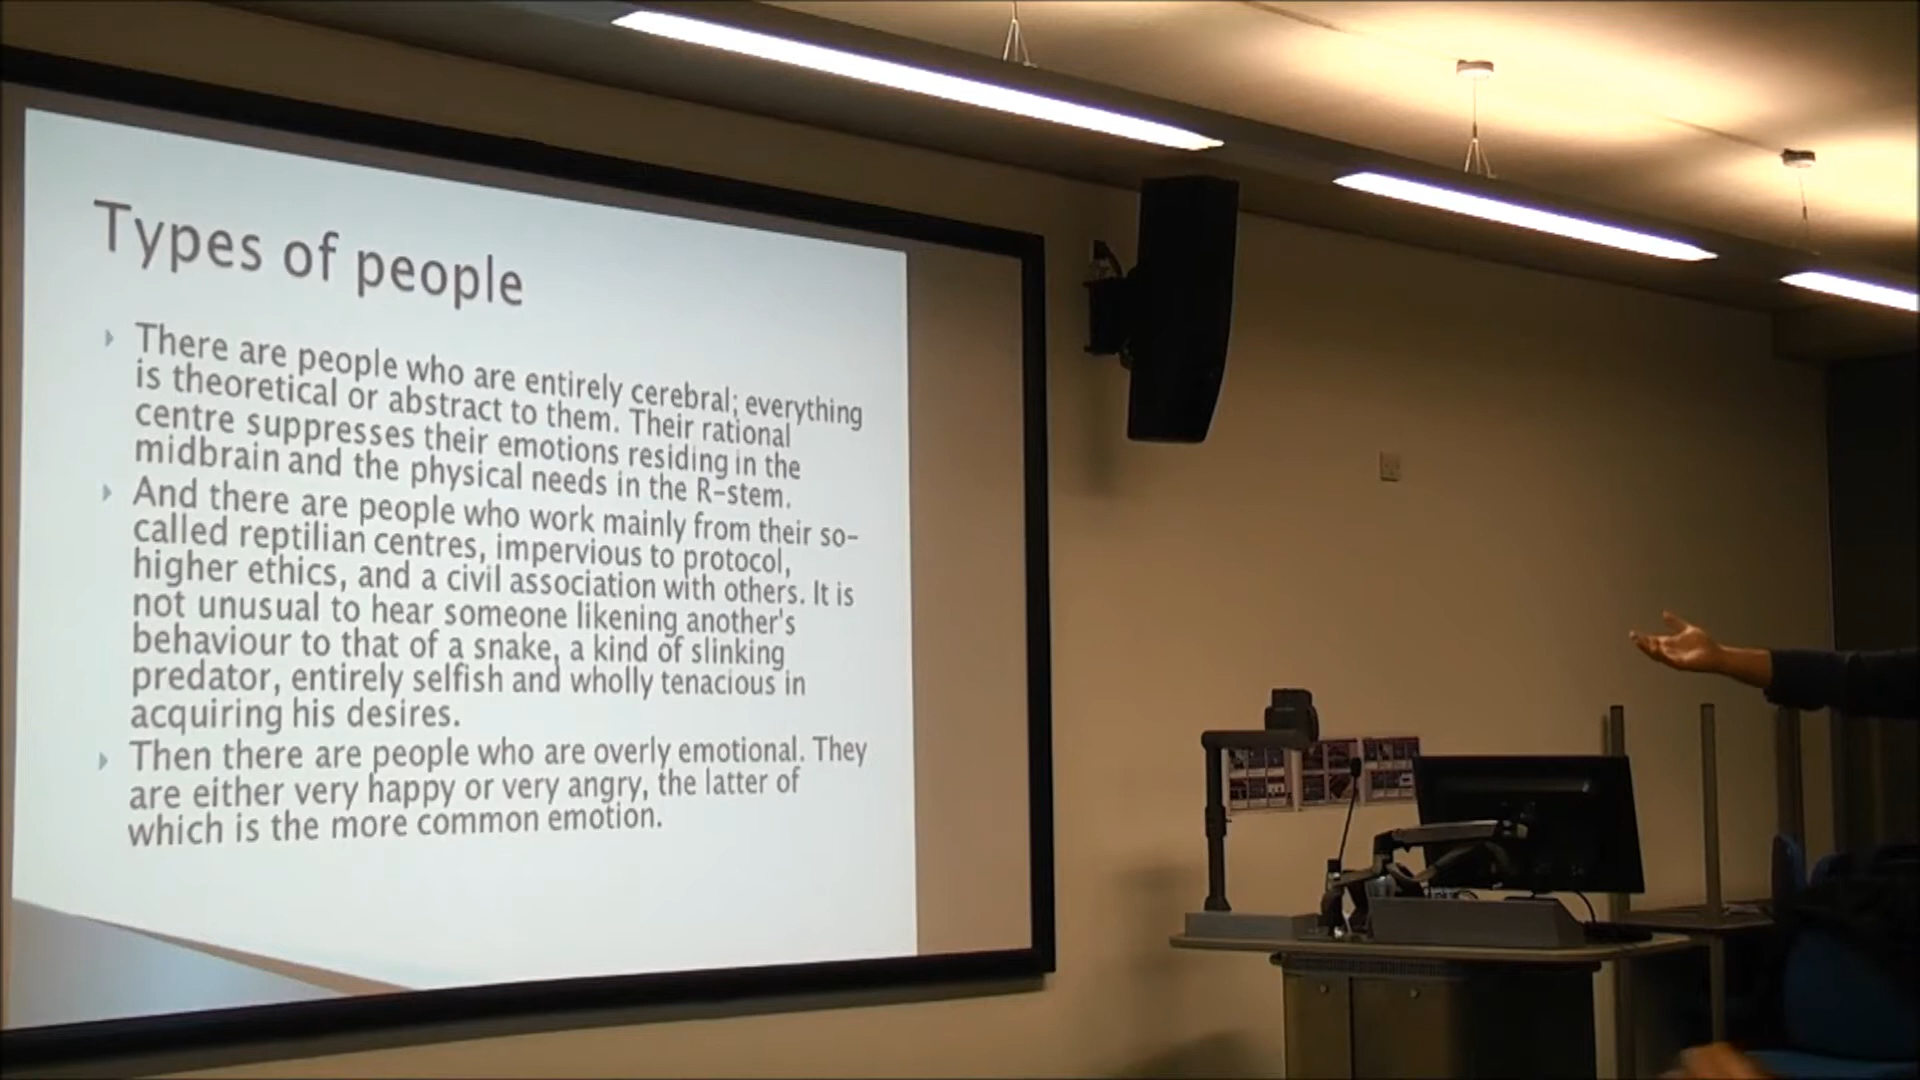 Types of people
There are people who are entirely cerebral; everything
is theoretical or abstract to them. Their rational
centre suppresses their emotions residing in the
midbrain and the physical needs in the R-stem.
And there are people who work mainly from their so-
called reptilian centres, impervious to protocol,
higher ethics, and a civil association with others. It is
not unusual to hear someone likening another's
behaviour to that of a snake, a kind of slinking
predator, entirely selfish and wholly tenacious in
acquiring his desires.
Then there are people who are overly emotional. They
are either very happy or very angry, the latter of
which is the more common emotion.